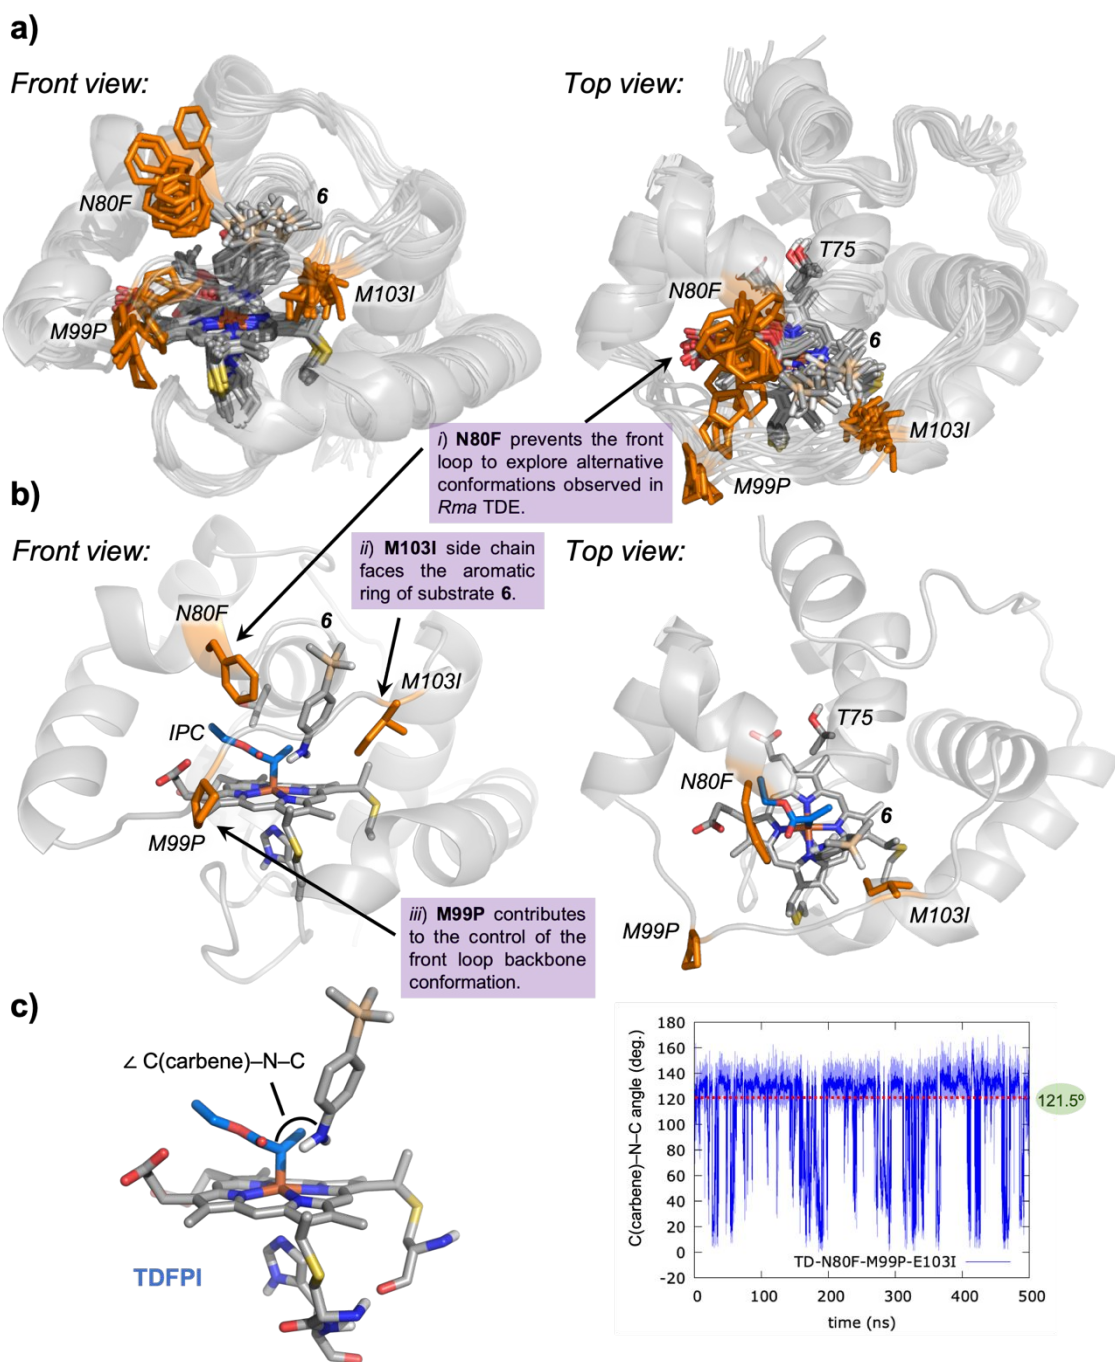 a)
Front view:
Top view:
N80F
6
M99P
M103I
T75
N80F
6
M103I
M99P
i) N80F prevents the front
loop to explore alternative
conformations observed in
Rma TDE.
b)
Front view:
ii) M103I side chain
faces the aromatic
ring of substrate 6.
Top view:
N80F
6
M103I
IPC
M99P
T75
N80F
6
M103I
M99P
iii) M99P contributes
to the control of the
front loop backbone
conformation.
c)
∠ C(carbene)–N–C
TDFPI
C(carbene)–N–C angle (deg.)
180
160
140
120
100
80
60
40
20
0
-20
121.5º
TD-N80F-M99P-E103I
0
100
200
300
400
500
time (ns)